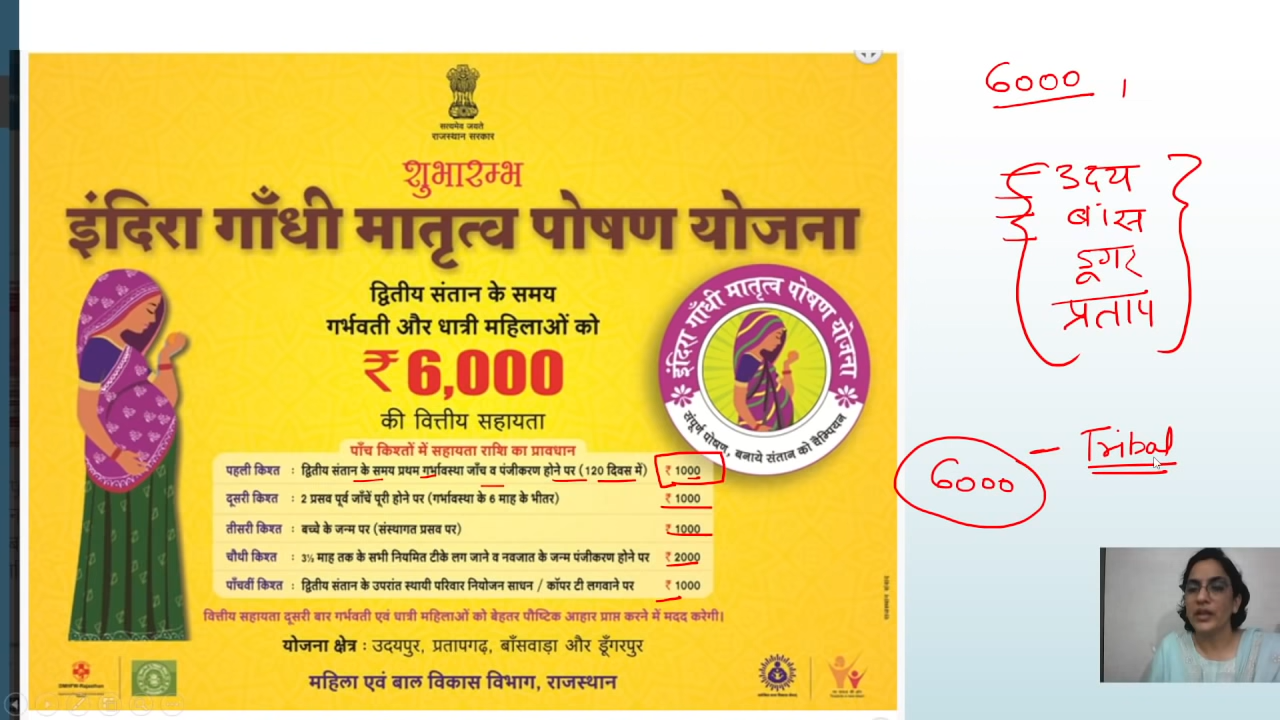 सत्यमेव जयते
राजस्थान सरकार
शुभारम्भ
इंदिरा गाँधी मातृत्व पोषण योजना
द्वितीय संतान के समय
गर्भवती और धात्री महिलाओं को
₹ 6,000
की वित्तीय सहायता
इंदिरा गाँधी मातृत्व पोषण योजना
संपूर्ण पोषण, बनाये संतान को चैम्पियन
पाँच किश्तों में सहायता राशि का प्रावधान
पहली किश्त : द्वितीय संतान के समय प्रथम गर्भावस्था जाँच व पंजीकरण होने पर (120 दिवस में) ₹ 1000
दूसरी किश्त : 2 प्रसव पूर्व जाँचें पूरी होने पर (गर्भावस्था के 6 माह के भीतर) ₹ 1000
तीसरी किश्त : बच्चे के जन्म पर (संस्थागत प्रसव पर) ₹ 1000
चौथी किश्त : 3½ माह तक के सभी नियमित टीके लग जाने व नवजात के जन्म पंजीकरण होने पर ₹ 2000
पाँचवीं किश्त : द्वितीय संतान के उपरांत स्थायी परिवार नियोजन साधन / कॉपर टी लगवाने पर ₹ 1000
वित्तीय सहायता दूसरी बार गर्भवती एवं धात्री महिलाओं को बेहतर पौष्टिक आहार प्राप्त करने में मदद करेगी।
योजना क्षेत्र : उदयपुर, प्रतापगढ़, बाँसवाड़ा और डूँगरपुर
महिला एवं बाल विकास विभाग, राजस्थान
राजस्थान संवाद
6000
उदय
बांस
डूगर
प्रताप
6000 - Tribal